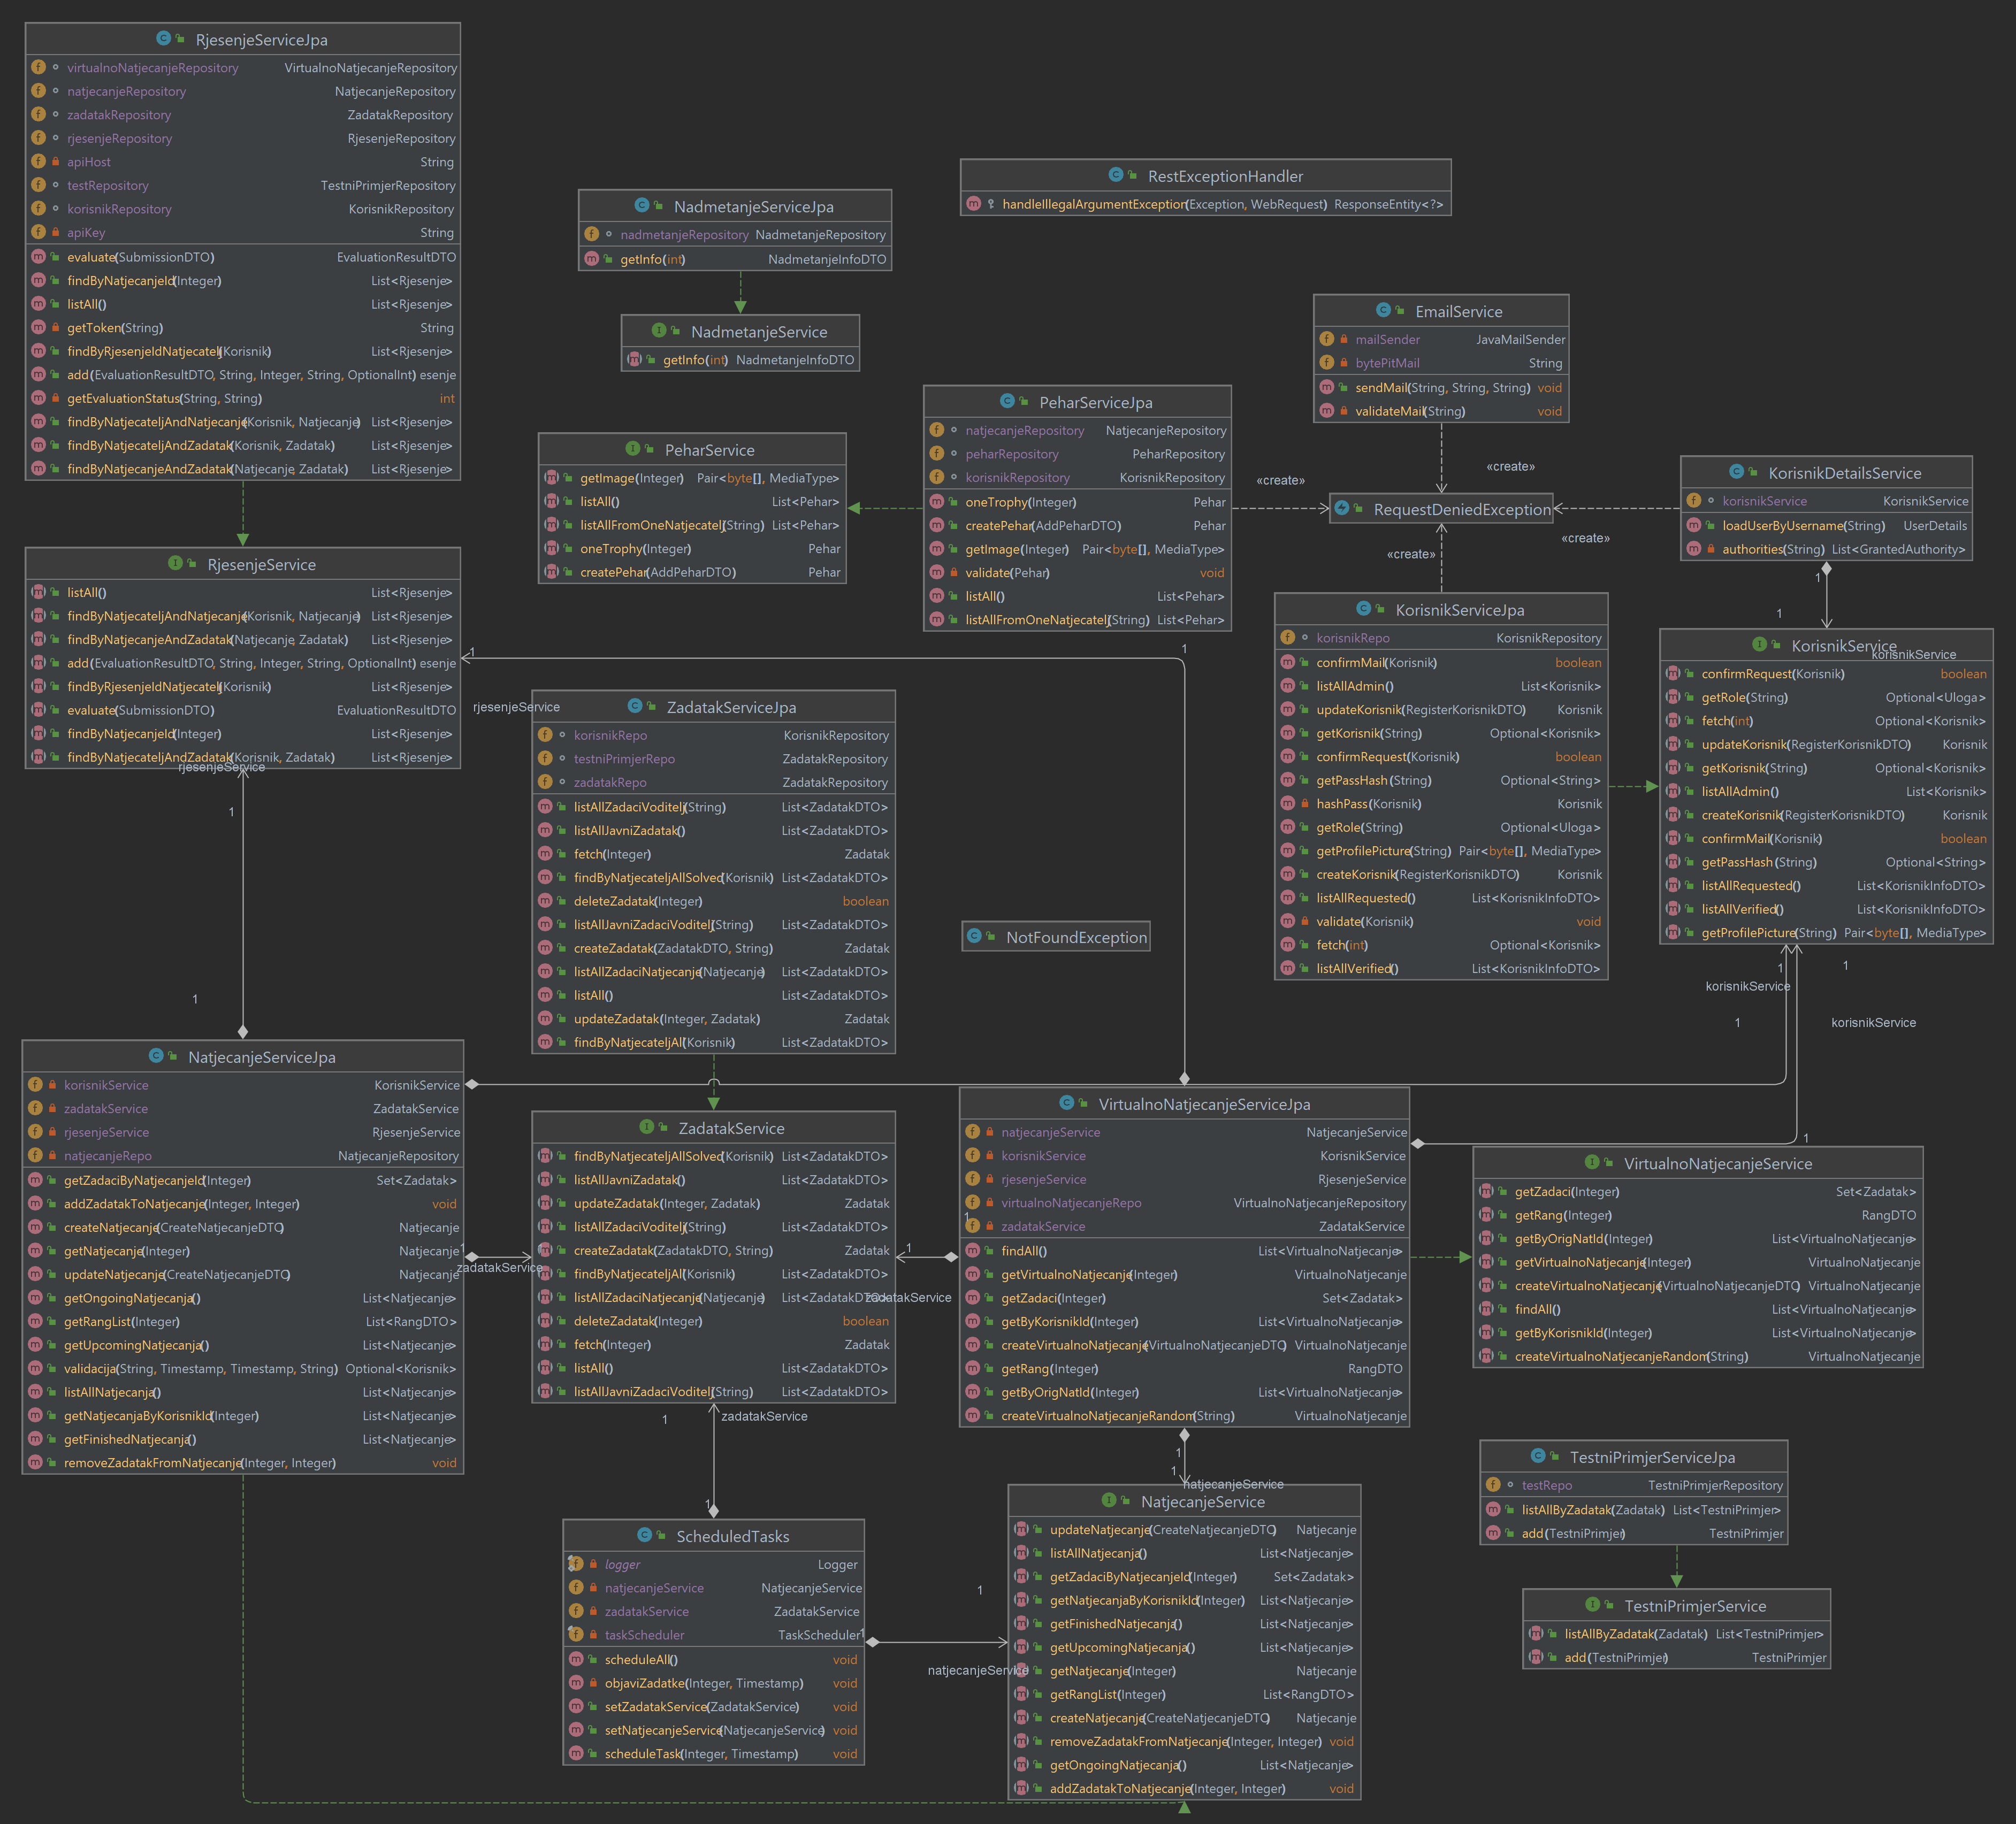 RjesenjeServiceJpa
virtualnoNatjecanjeRepository VirtualnoNatjecanjeRepository
natjecanjeRepository NatjecanjeRepository
zadatakRepository ZadatakRepository
rjesenjeRepository RjesenjeRepository
apiHost String
testRepository TestniPrimjerRepository
korisnikRepository KorisnikRepository
apiKey String
evaluate(SubmissionDTO) EvaluationResultDTO
findByNatjecanjeId(Integer) List<Rjesenje>
listAll() List<Rjesenje>
getToken(String) String
findByRjesenjeIdNatjecatelj(Korisnik) List<Rjesenje>
add(EvaluationResultDTO, String, Integer, String, OptionalInt) esenje
getEvaluationStatus(String, String) int
findByNatjecateljAndNatjecanje(Korisnik, Natjecanje) List<Rjesenje>
findByNatjecateljAndZadatak(Korisnik, Zadatak) List<Rjesenje>
findByNatjecanjeAndZadatak(Natjecanje, Zadatak) List<Rjesenje>
RestExceptionHandler
handleIllegalArgumentException(Exception, WebRequest) ResponseEntity<?>
NadmetanjeServiceJpa
nadmetanjeRepository NadmetanjeRepository
getInfo(int) NadmetanjeInfoDTO
NadmetanjeService
getInfo(int) NadmetanjeInfoDTO
EmailService
mailSender JavaMailSender
bytePitMail String
sendMail(String, String, String) void
validateMail(String) void
PeharServiceJpa
natjecanjeRepository NatjecanjeRepository
peharRepository PeharRepository
korisnikRepository KorisnikRepository
oneTrophy(Integer) Pehar
createPehar(AddPeharDTO) Pehar
getImage(Integer) Pair<byte[], MediaType>
validate(Pehar) void
listAll() List<Pehar>
listAllFromOneNatjecatelj(String) List<Pehar>
PeharService
getImage(Integer) Pair<byte[], MediaType>
listAll() List<Pehar>
listAllFromOneNatjecatelj(String) List<Pehar>
oneTrophy(Integer) Pehar
createPehar(AddPeharDTO) Pehar
«create»
«create»
«create»
«create»
RequestDeniedException
KorisnikDetailsService
korisnikService KorisnikService
loadUserByUsername(String) UserDetails
authorities(String) List<GrantedAuthority>
1
1
korisnikService
RjesenjeService
listAll() List<Rjesenje>
findByNatjecateljAndNatjecanje(Korisnik, Natjecanje) List<Rjesenje>
findByNatjecanjeAndZadatak(Natjecanje, Zadatak) List<Rjesenje>
add(EvaluationResultDTO, String, Integer, String, OptionalInt) esenje
findByRjesenjeIdNatjecatelj(Korisnik) List<Rjesenje>
evaluate(SubmissionDTO) EvaluationResultDTO
findByNatjecanjeId(Integer) List<Rjesenje>
findByNatjecateljAndZadatak(Korisnik, Zadatak) List<Rjesenje>
rjesenjeService
1
1
1
1
rjesenjeService
KorisnikServiceJpa
korisnikRepo KorisnikRepository
confirmMail(Korisnik) boolean
listAllAdmin() List<Korisnik>
updateKorisnik(RegisterKorisnikDTO) Korisnik
getKorisnik(String) Optional<Korisnik>
confirmRequest(Korisnik) boolean
getPassHash(String) Optional<String>
hashPass(Korisnik) Korisnik
getRole(String) Optional<Uloga>
getProfilePicture(String) Pair<byte[], MediaType>
createKorisnik(RegisterKorisnikDTO) Korisnik
listAllRequested() List<KorisnikInfoDTO>
validate(Korisnik) void
fetch(int) Optional<Korisnik>
listAllVerified() List<KorisnikInfoDTO>
KorisnikService
confirmRequest(Korisnik) boolean
getRole(String) Optional<Uloga>
fetch(int) Optional<Korisnik>
updateKorisnik(RegisterKorisnikDTO) Korisnik
getKorisnik(String) Optional<Korisnik>
listAllAdmin() List<Korisnik>
createKorisnik(RegisterKorisnikDTO) Korisnik
confirmMail(Korisnik) boolean
getPassHash(String) Optional<String>
listAllRequested() List<KorisnikInfoDTO>
listAllVerified() List<KorisnikInfoDTO>
getProfilePicture(String) Pair<byte[], MediaType>
1
1
korisnikService
1
korisnikService
1
ZadatakServiceJpa
korisnikRepo KorisnikRepository
testniPrimjerRepo ZadatakRepository
zadatakRepo ZadatakRepository
listAllZadaciVoditelj(String) List<ZadatakDTO>
listAllJavniZadatak() List<ZadatakDTO>
fetch(Integer) Zadatak
findByNatjecateljAllSolved(Korisnik) List<ZadatakDTO>
deleteZadatak(Integer) boolean
listAllJavniZadaciVoditelj(String) List<ZadatakDTO>
createZadatak(ZadatakDTO, String) Zadatak
listAllZadaciNatjecanje(Natjecanje) List<ZadatakDTO>
listAll() List<ZadatakDTO>
updateZadatak(Integer, Zadatak) Zadatak
findByNatjecateljAll(Korisnik) List<ZadatakDTO>
NotFoundException
NatjecanjeServiceJpa
korisnikService KorisnikService
zadatakService ZadatakService
rjesenjeService RjesenjeService
natjecanjeRepo NatjecanjeRepository
getZadaciByNatjecanjeId(Integer) Set<Zadatak>
addZadatakToNatjecanje(Integer, Integer) void
createNatjecanje(CreateNatjecanjeDTO) Natjecanje
getNatjecanje(Integer) Natjecanje
updateNatjecanje(CreateNatjecanjeDTO) Natjecanje
getOngoingNatjecanja() List<Natjecanje>
getRangList(Integer) List<RangDTO>
getUpcomingNatjecanja() List<Natjecanje>
validacija(String, Timestamp, Timestamp, String) Optional<Korisnik>
listAllNatjecanja() List<Natjecanje>
getNatjecanjaByKorisnikId(Integer) List<Natjecanje>
getFinishedNatjecanja() List<Natjecanje>
removeZadatakFromNatjecanje(Integer, Integer) void
1
zadatakService
1
ZadatakService
findByNatjecateljAllSolved(Korisnik) List<ZadatakDTO>
listAllJavniZadatak() List<ZadatakDTO>
updateZadatak(Integer, Zadatak) Zadatak
listAllZadaciVoditelj(String) List<ZadatakDTO>
createZadatak(ZadatakDTO, String) Zadatak
findByNatjecateljAll(Korisnik) List<ZadatakDTO>
listAllZadaciNatjecanje(Natjecanje) List<ZadatakDTO>
deleteZadatak(Integer) boolean
fetch(Integer) Zadatak
listAll() List<ZadatakDTO>
listAllJavniZadaciVoditelj(String) List<ZadatakDTO>
1
zadatakService
1
VirtualnoNatjecanjeServiceJpa
natjecanjeService NatjecanjeService
korisnikService KorisnikService
rjesenjeService RjesenjeService
virtualnoNatjecanjeRepo VirtualnoNatjecanjeRepository
zadatakService ZadatakService
findAll() List<VirtualnoNatjecanje>
getVirtualnoNatjecanje(Integer) VirtualnoNatjecanje
getZadaci(Integer) Set<Zadatak>
getByKorisnikId(Integer) List<VirtualnoNatjecanje>
createVirtualnoNatjecanje(VirtualnoNatjecanjeDTO) VirtualnoNatjecanje
getRang(Integer) RangDTO
getByOrigNatId(Integer) List<VirtualnoNatjecanje>
createVirtualnoNatjecanjeRandom(String) VirtualnoNatjecanje
VirtualnoNatjecanjeService
getZadaci(Integer) Set<Zadatak>
getRang(Integer) RangDTO
getByOrigNatId(Integer) List<VirtualnoNatjecanje>
getVirtualnoNatjecanje(Integer) VirtualnoNatjecanje
createVirtualnoNatjecanje(VirtualnoNatjecanjeDTO) VirtualnoNatjecanje
findAll() List<VirtualnoNatjecanje>
getByKorisnikId(Integer) List<VirtualnoNatjecanje>
createVirtualnoNatjecanjeRandom(String) VirtualnoNatjecanje
1
zadatakService
1
1
1
natjecanjeService
ScheduledTasks
logger Logger
natjecanjeService NatjecanjeService
zadatakService ZadatakService
taskScheduler TaskScheduler
scheduleAll() void
objaviZadatke(Integer, Timestamp) void
setZadatakService(ZadatakService) void
setNatjecanjeService(NatjecanjeService) void
scheduleTask(Integer, Timestamp) void
1
1
natjecanjeService
NatjecanjeService
updateNatjecanje(CreateNatjecanjeDTO) Natjecanje
listAllNatjecanja() List<Natjecanje>
getZadaciByNatjecanjeId(Integer) Set<Zadatak>
getNatjecanjaByKorisnikId(Integer) List<Natjecanje>
getFinishedNatjecanja() List<Natjecanje>
getUpcomingNatjecanja() List<Natjecanje>
getNatjecanje(Integer) Natjecanje
getRangList(Integer) List<RangDTO>
createNatjecanje(CreateNatjecanjeDTO) Natjecanje
removeZadatakFromNatjecanje(Integer, Integer) void
getOngoingNatjecanja() List<Natjecanje>
addZadatakToNatjecanje(Integer, Integer) void
TestniPrimjerServiceJpa
testRepo TestniPrimjerRepository
listAllByZadatak(Zadatak) List<TestniPrimjer>
add(TestniPrimjer) TestniPrimjer
TestniPrimjerService
listAllByZadatak(Zadatak) List<TestniPrimjer>
add(TestniPrimjer) TestniPrimjer